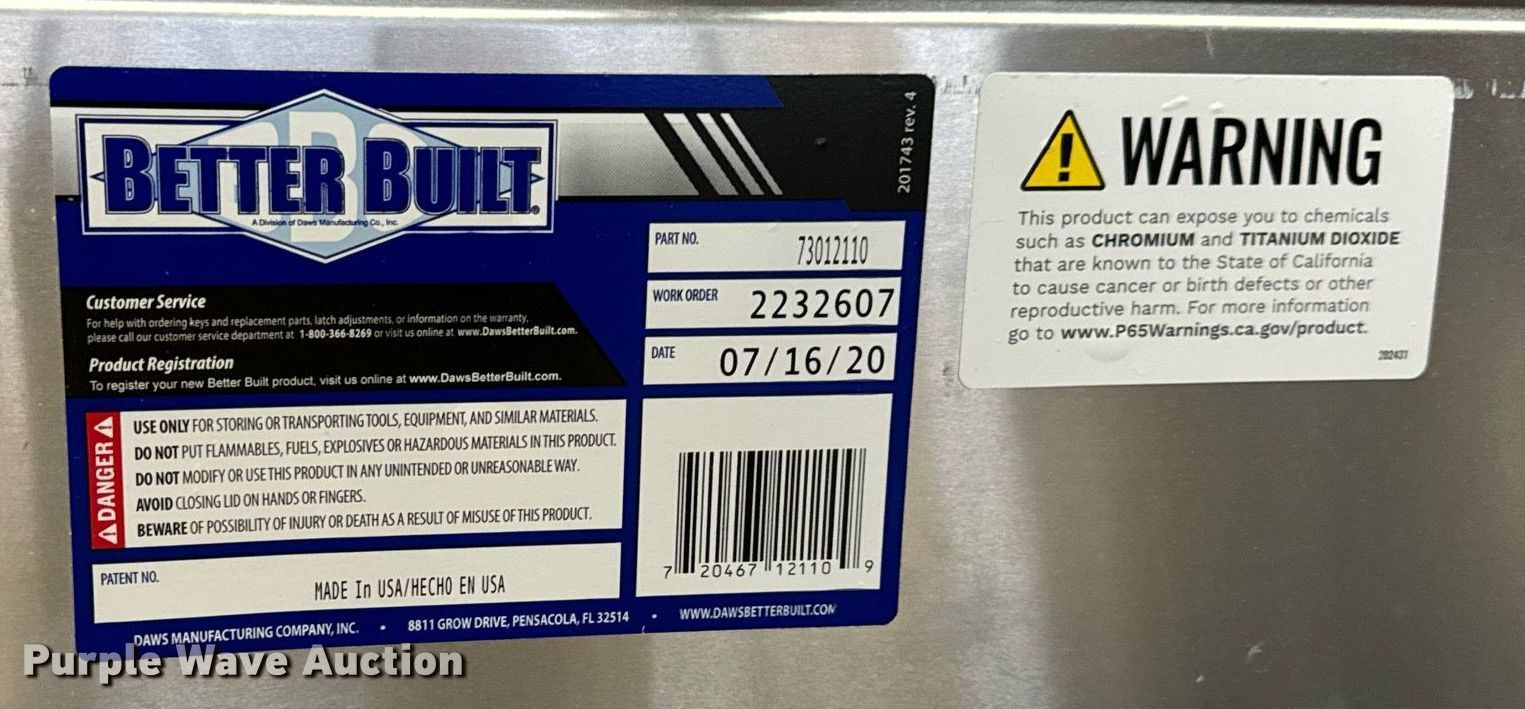 BETTER BUILT®
A Division of Daws Manufacturing Co., Inc.
201743 rev. 4
PART NO. 73012110
WORK ORDER 2232607
DATE 07/16/20
Customer Service
For help with ordering keys and replacement parts, latch adjustments, or information on the warranty,
please call our customer service department at 1-800-366-8269 or visit us online at www.DawsBetterBuilt.com.
Product Registration
To register your new Better Built product, visit us online at www.DawsBetterBuilt.com.
DANGER
USE ONLY FOR STORING OR TRANSPORTING TOOLS, EQUIPMENT, AND SIMILAR MATERIALS.
DO NOT PUT FLAMMABLES, FUELS, EXPLOSIVES OR HAZARDOUS MATERIALS IN THIS PRODUCT.
DO NOT MODIFY OR USE THIS PRODUCT IN ANY UNINTENDED OR UNREASONABLE WAY.
AVOID CLOSING LID ON HANDS OR FINGERS.
BEWARE OF POSSIBILITY OF INJURY OR DEATH AS A RESULT OF MISUSE OF THIS PRODUCT.
7 20467 12110 9
PATENT NO.
MADE In USA/HECHO EN USA
DAWS MANUFACTURING COMPANY, INC. • 8811 GROW DRIVE, PENSACOLA, FL 32514 • WWW.DAWSBETTERBUILT.COM
WARNING
This product can expose you to chemicals
such as CHROMIUM and TITANIUM DIOXIDE
that are known to the State of California
to cause cancer or birth defects or other
reproductive harm. For more information
go to www.P65Warnings.ca.gov/product.
202431
Purple Wave Auction